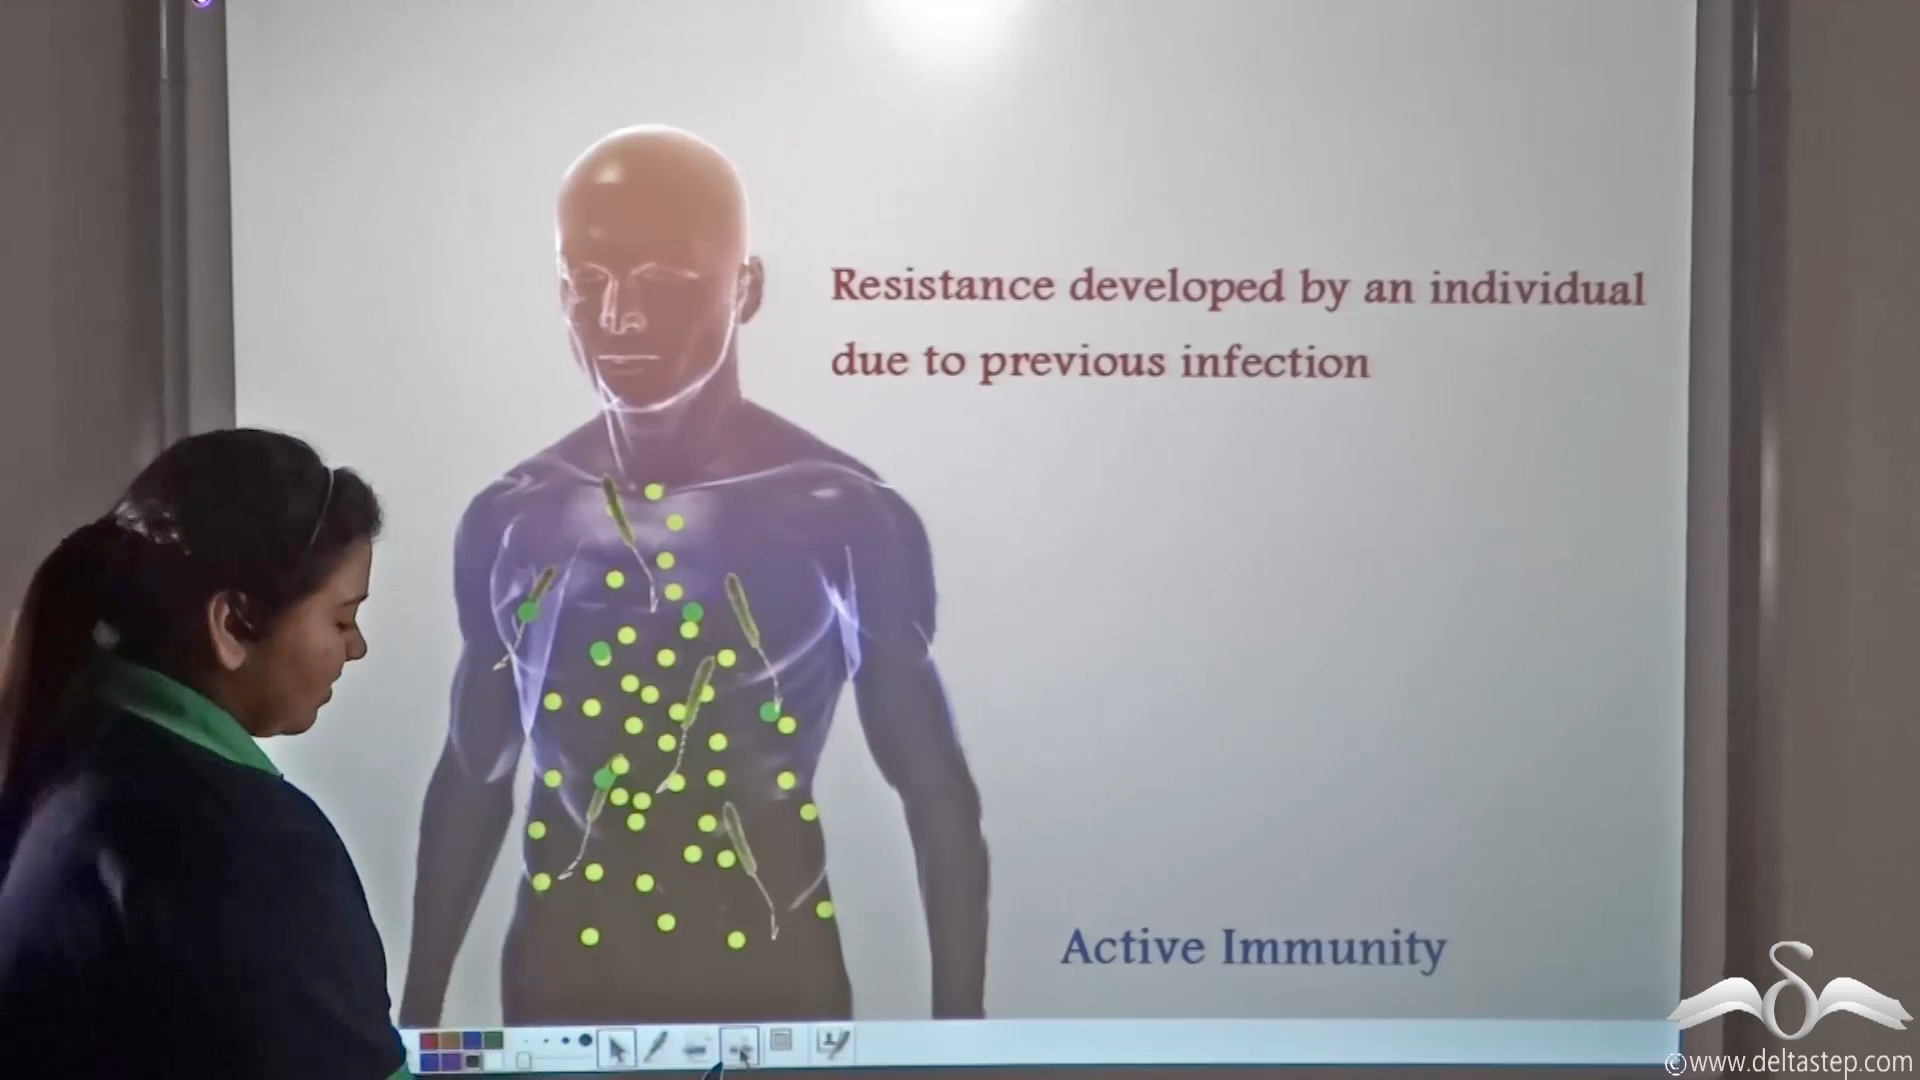 Resistance developed by an individual
due to previous infection
Active Immunity
©www.deltastep.com